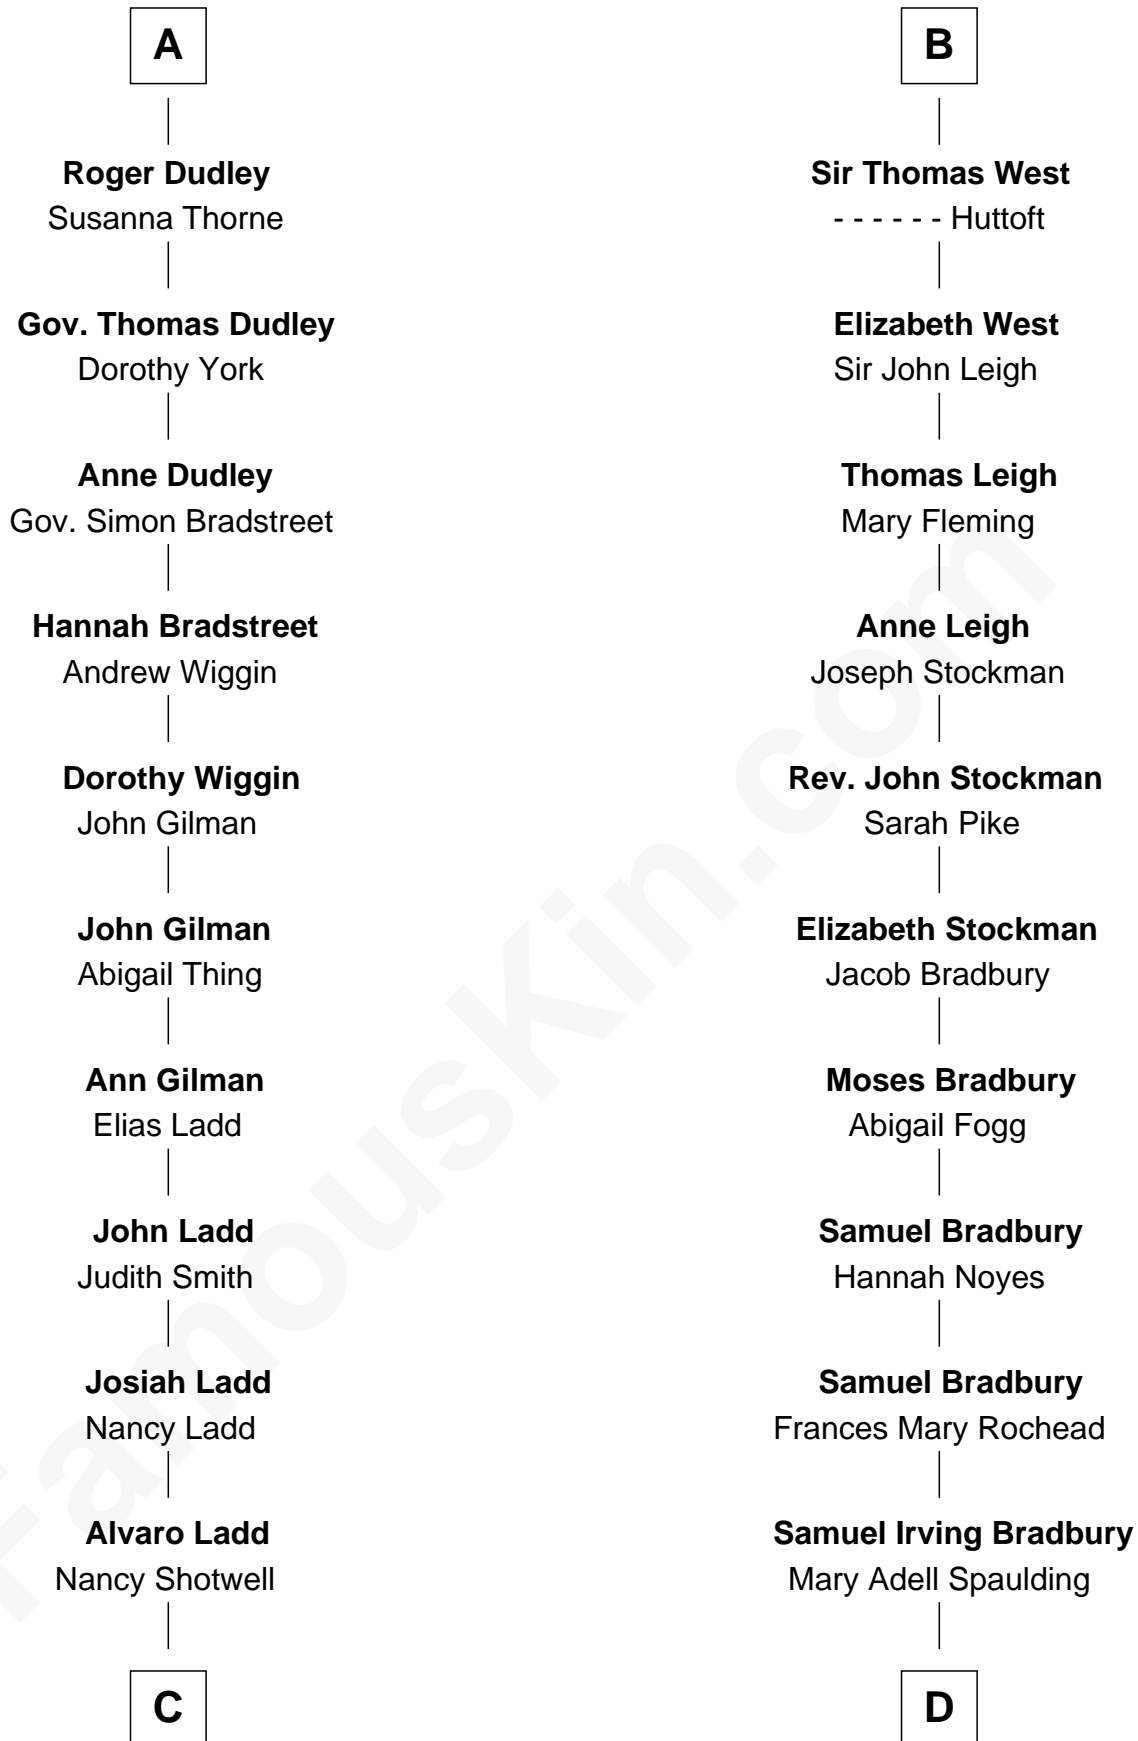 A
Roger Dudley
Susanna Thorne
Gov. Thomas Dudley
Dorothy York
Anne Dudley
Gov. Simon Bradstreet
Hannah Bradstreet
Andrew Wiggin
Dorothy Wiggin
John Gilman
John Gilman
Abigail Thing
Ann Gilman
Elias Ladd
John Ladd
Judith Smith
Josiah Ladd
Nancy Ladd
Alvaro Ladd
Nancy Shotwell
C
B
Sir Thomas West
- - - - - - Huttoft
Elizabeth West
Sir John Leigh
Thomas Leigh
Mary Fleming
Anne Leigh
Joseph Stockman
Rev. John Stockman
Sarah Pike
Elizabeth Stockman
Jacob Bradbury
Moses Bradbury
Abigail Fogg
Samuel Bradbury
Hannah Noyes
Samuel Bradbury
Frances Mary Rochead
Samuel Irving Bradbury
Mary Adell Spaulding
D
FamousKin.com